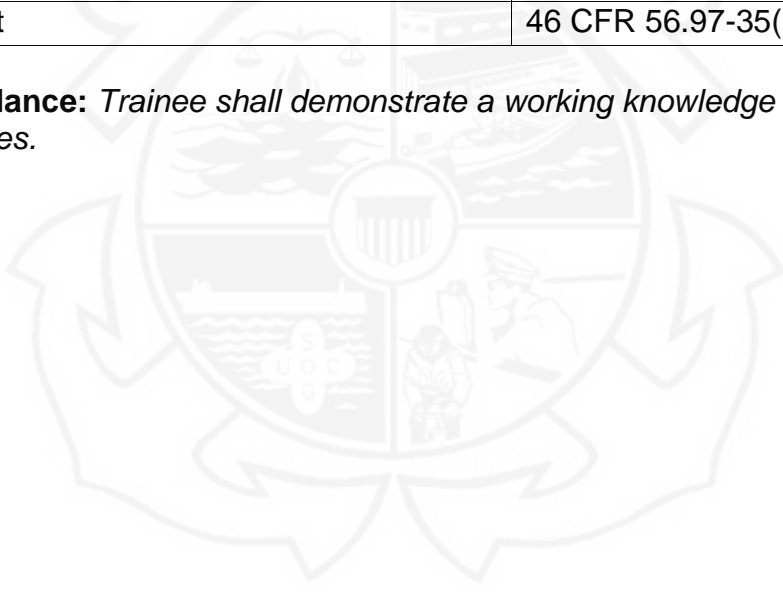 t
46 CFR 56.97-35(
lance: Trainee shall demonstrate a working knowledge
es.
S
U O C
G